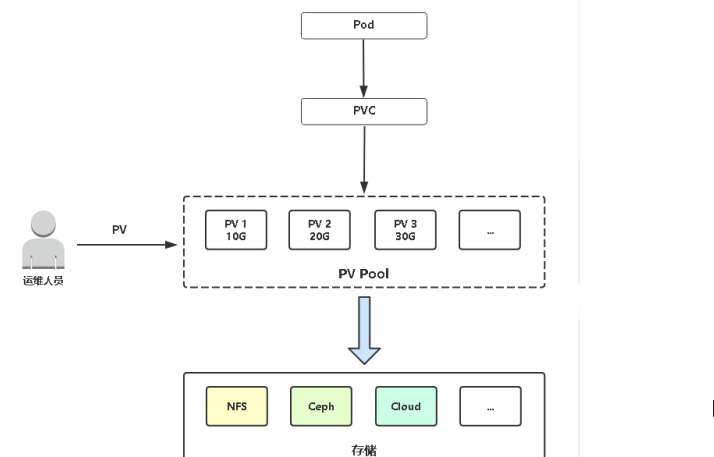 Pod
PVC
PV
运维人员
PV 1
10G
PV 2
20G
PV 3
30G
...
PV Pool
NFS
Ceph
Cloud
...
存储